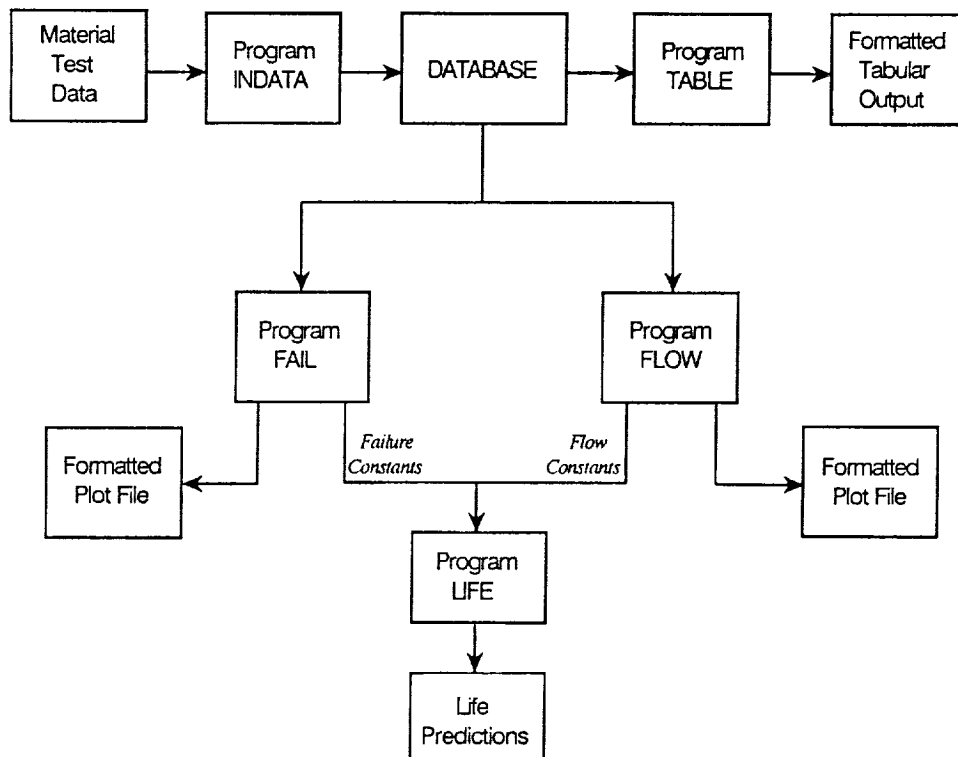 Material
Test
Data
Program
INDATA
DATABASE
Program
TABLE
Formatted
Tabular
Output
Program
FAIL
Program
FLOW
Failure
Constants
Flow
Constants
Formatted
Plot File
Formatted
Plot File
Program
LIFE
Life
Predictions